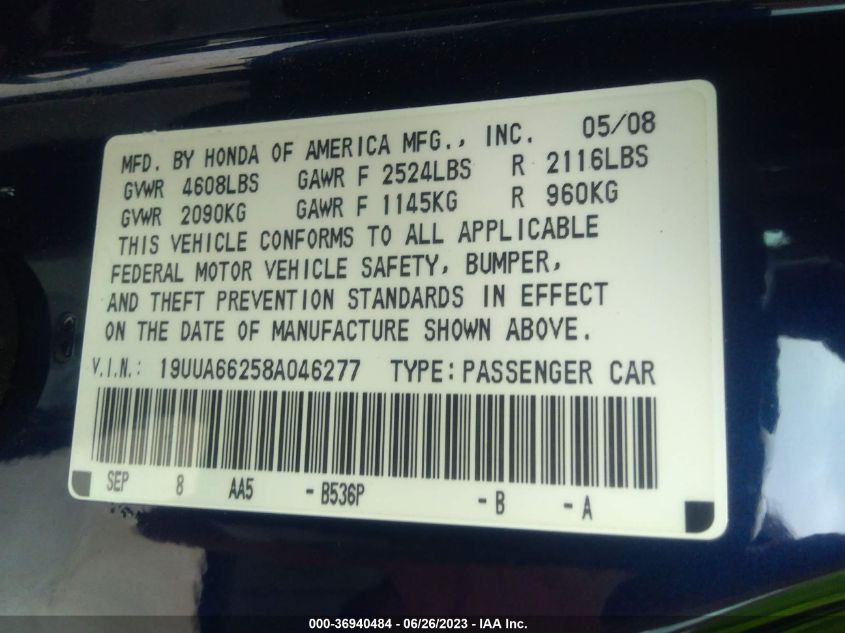 MFD. BY HONDA OF AMERICA MFG., INC. 05/08
GVWR 4608LBS GAWR F 2524LBS R 2116LBS
GVWR 2090KG GAWR F 1145KG R 960KG
THIS VEHICLE CONFORMS TO ALL APPLICABLE
FEDERAL MOTOR VEHICLE SAFETY, BUMPER,
AND THEFT PREVENTION STANDARDS IN EFFECT
ON THE DATE OF MANUFACTURE SHOWN ABOVE.
V.I.N.: 19UUA66258A046277 TYPE: PASSENGER CAR
SEP 8 AA5 - B536P - B - A
000-36940484 / 06/26/2023 - IAA Inc.